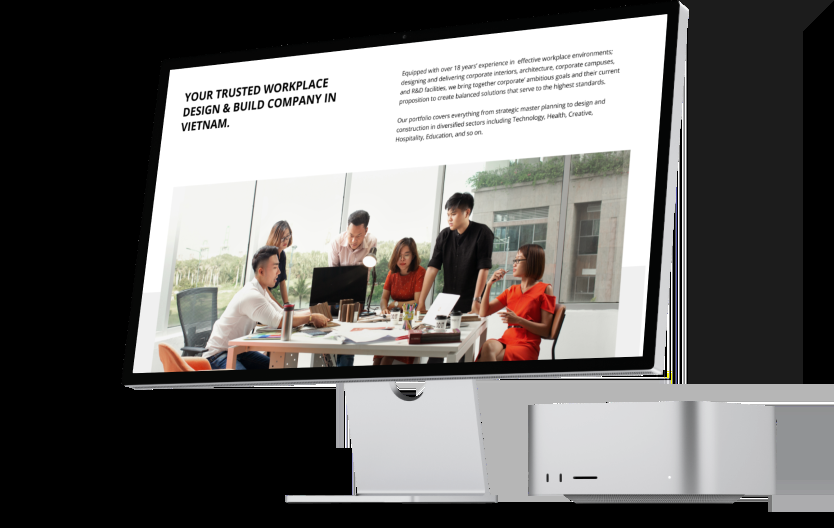 YOUR TRUSTED WORKPLACE
DESIGN & BUILD COMPANY IN
VIETNAM.
Equipped with over 18 years' experience in effective workplace environments;
designing and delivering corporate interiors, architecture, corporate campuses,
and R&D facilities. we bring together corporate' ambitious goals and their current
proposition to create balanced solutions that serve to the highest standards.
Our portfolio covers everything from strategic master planning to design and
construction in diversified sectors including Technology, Health, Creative,
Hospitality, Education, and so on.